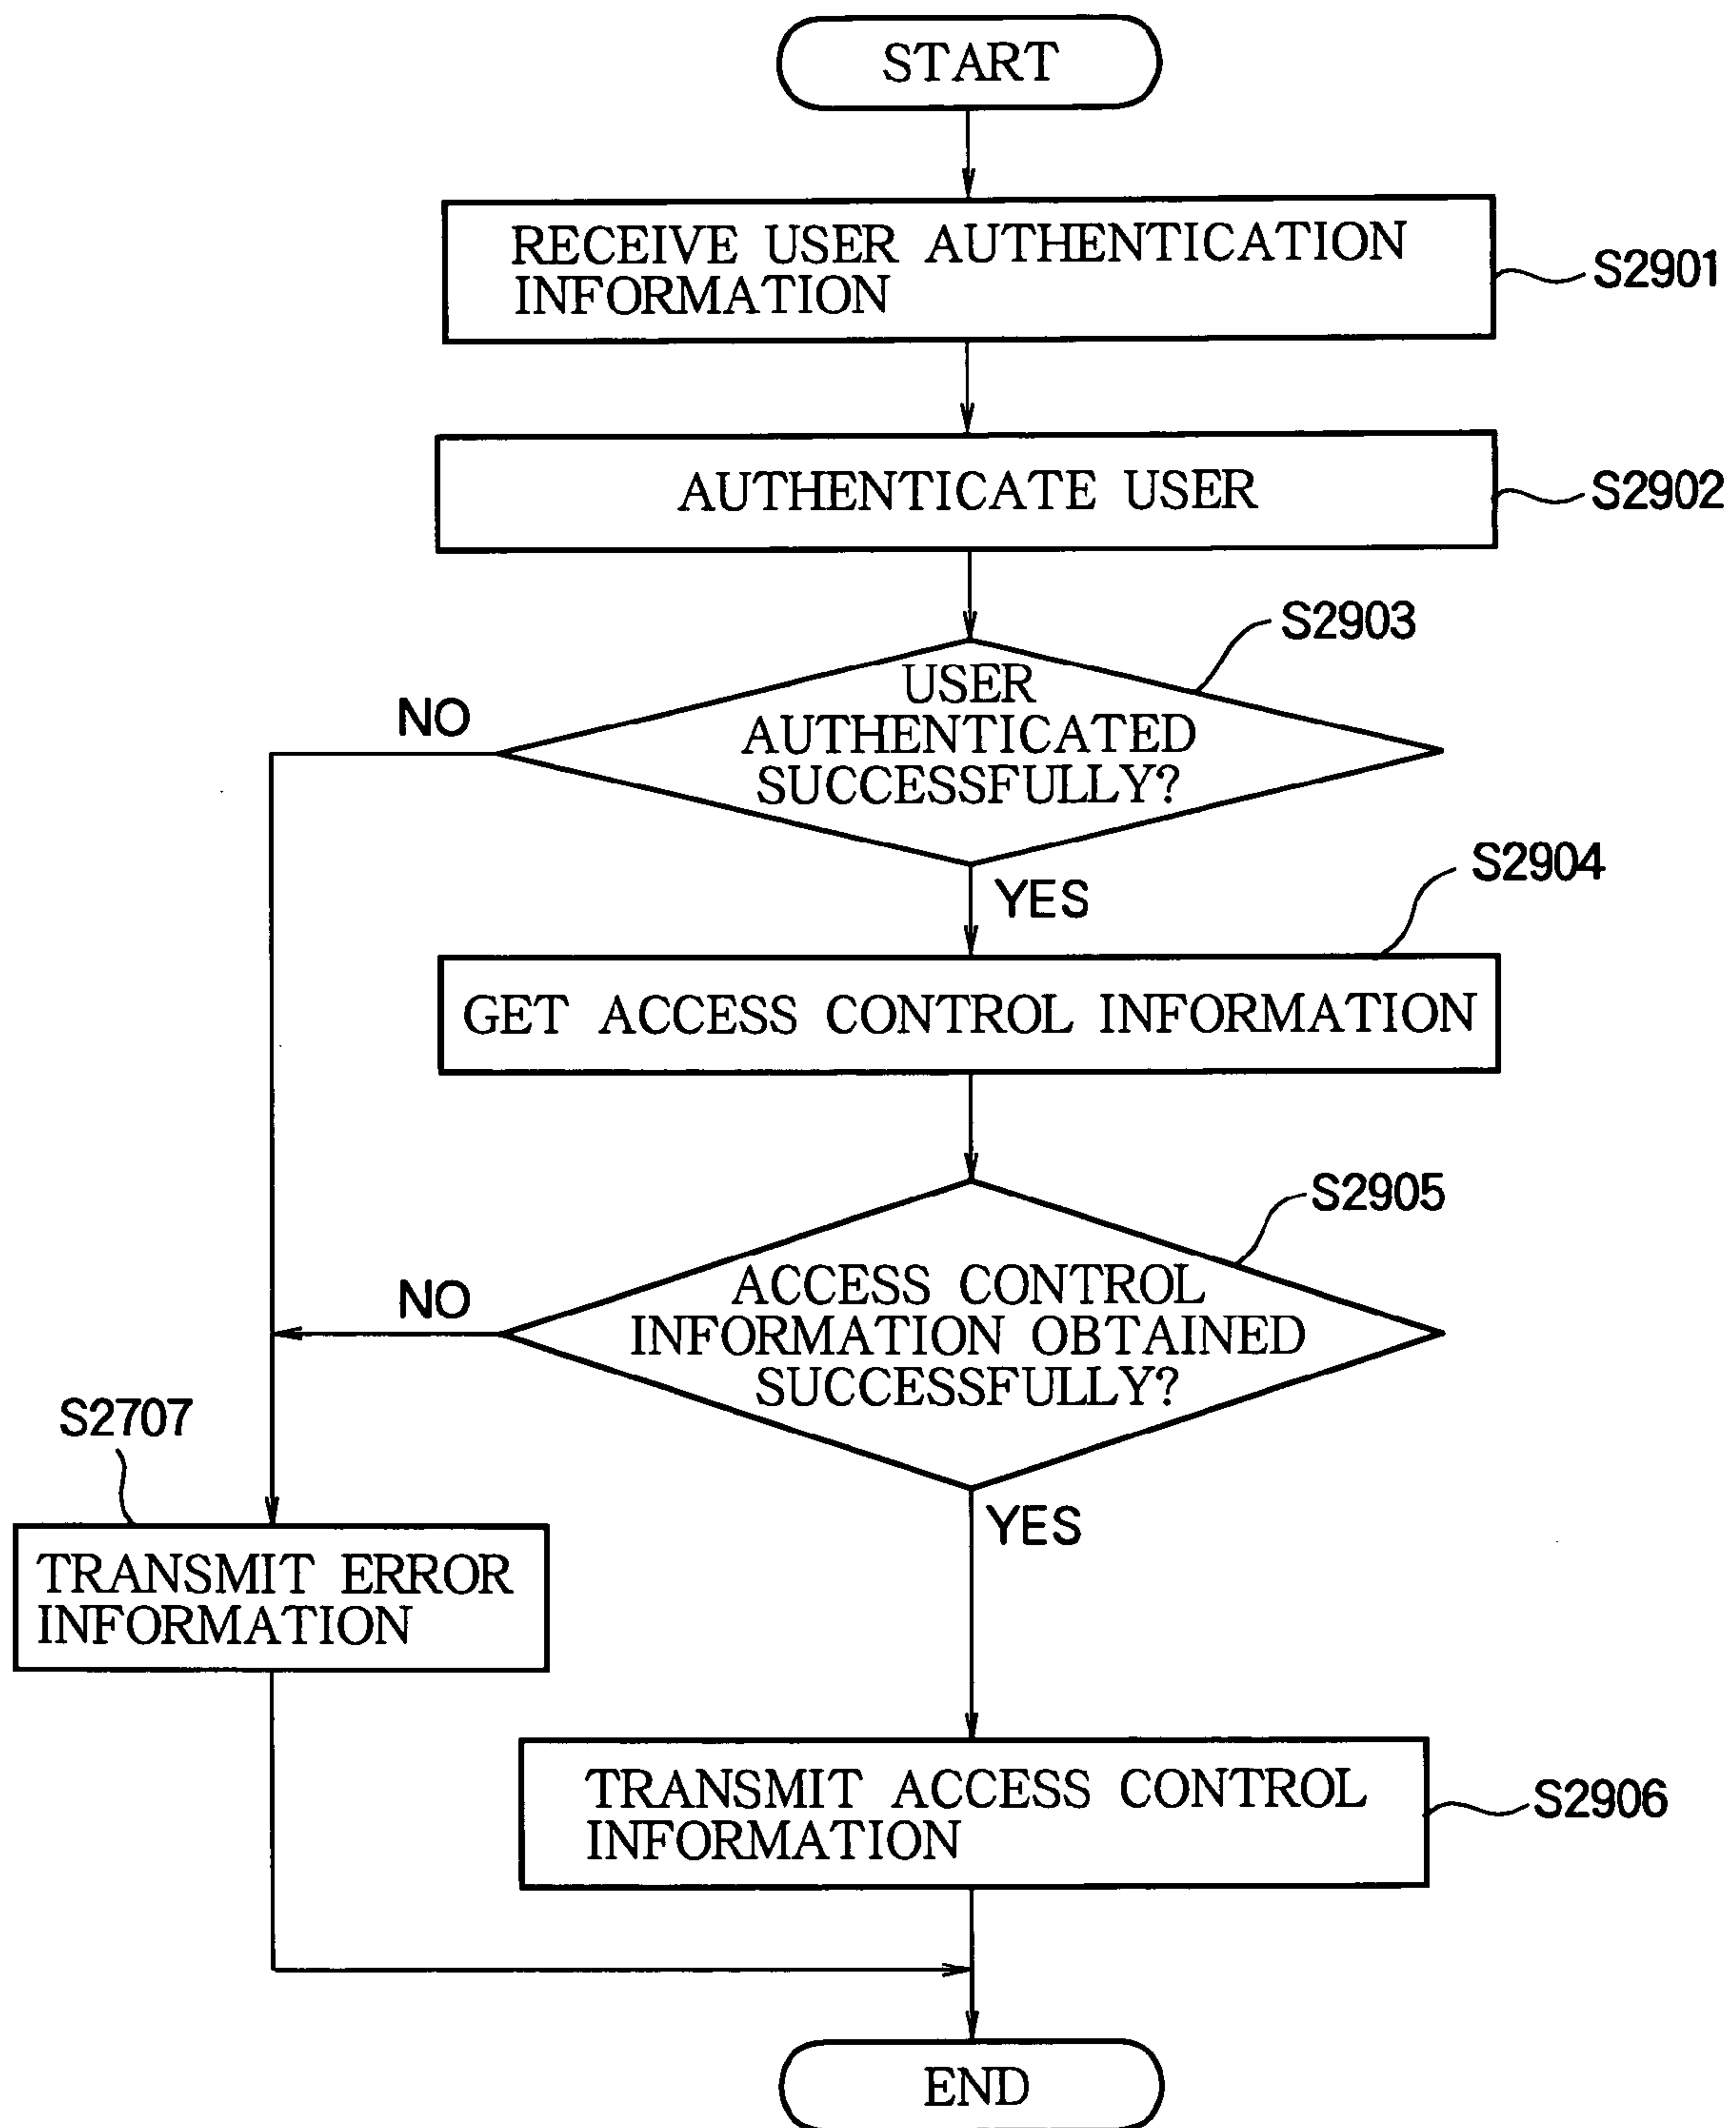 START
RECEIVE USER AUTHENTICATION
INFORMATION
S2901
AUTHENTICATE USER
S2902
S2903
USER
AUTHENTICATED
SUCCESSFULLY?
NO
YES
S2904
GET ACCESS CONTROL INFORMATION
S2905
ACCESS CONTROL
INFORMATION OBTAINED
SUCCESSFULLY?
NO
YES
S2707
TRANSMIT ERROR
INFORMATION
TRANSMIT ACCESS CONTROL
INFORMATION
S2906
END